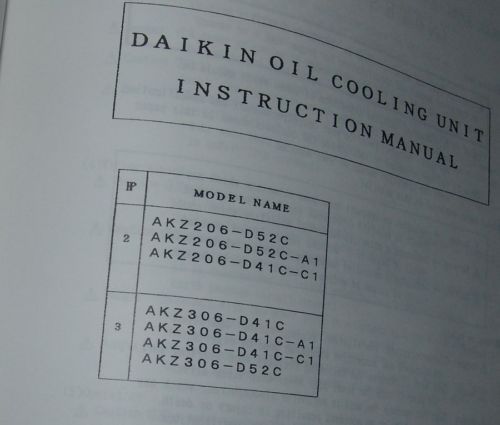 DAIKIN OIL COOLING UNIT
INSTRUCTION MANUAL
HP MODEL NAME
2
AKZ206-D52C
AKZ206-D52C-A1
AKZ206-D41C-C1
3
AKZ306-D41C
AKZ306-D41C-A1
AKZ306-D41C-C1
AKZ306-D52C